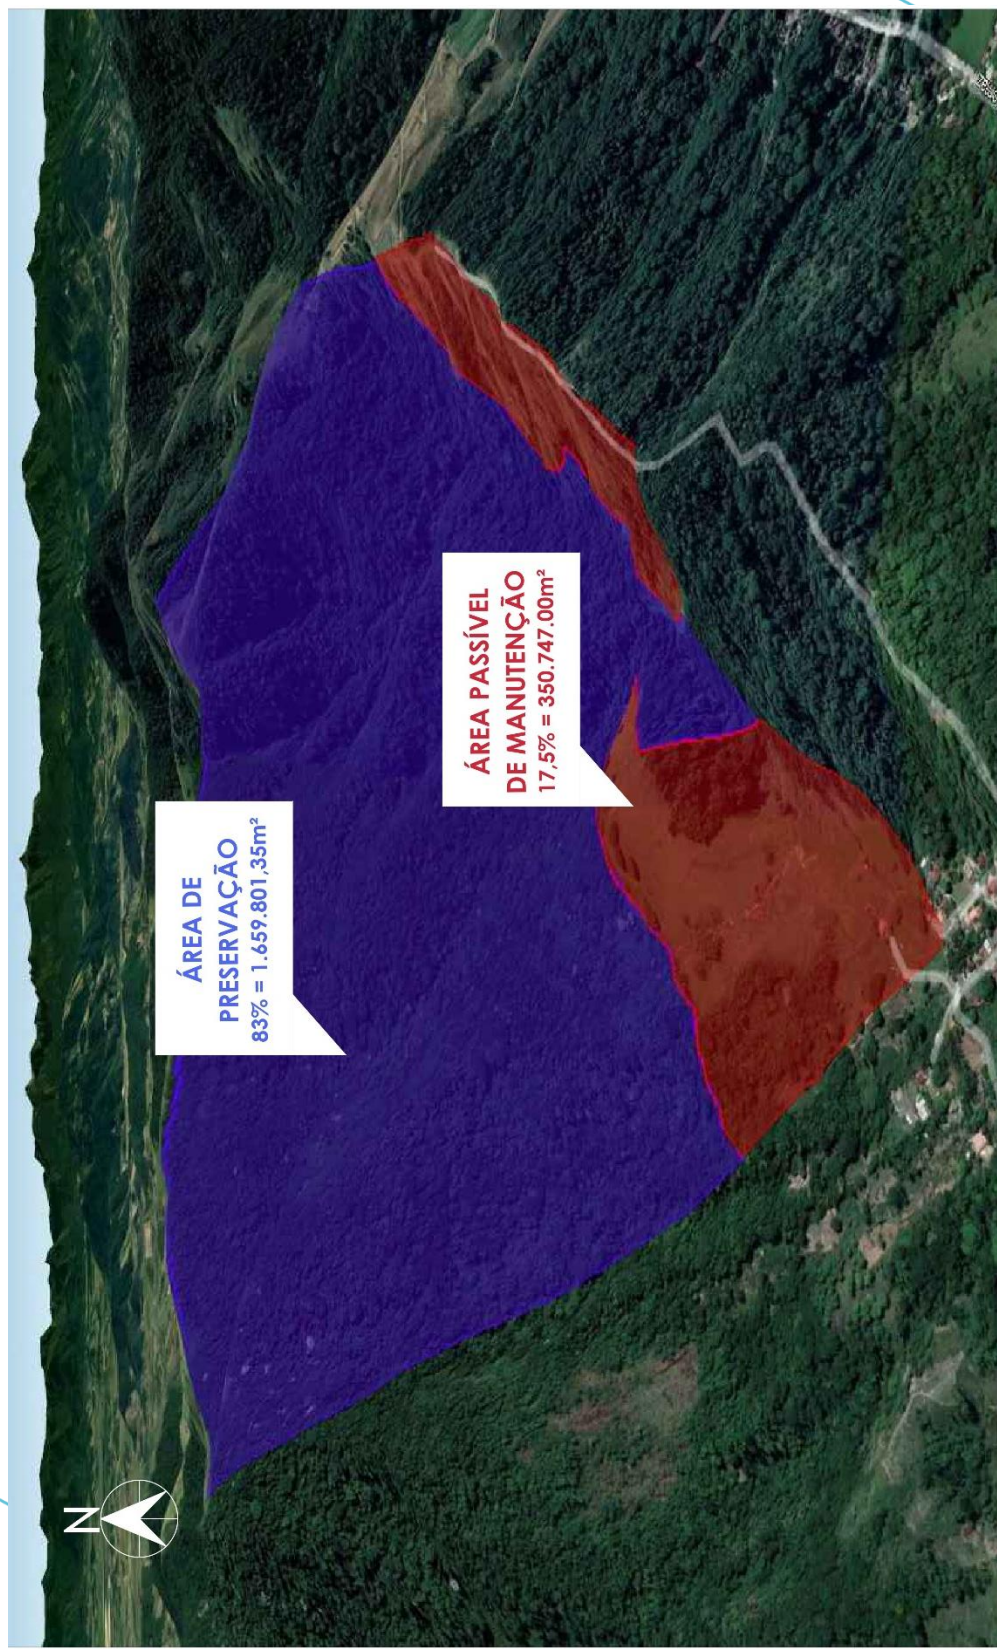 ÁREA DE
PRESERVAÇÃO
83% = 1.659.801,35m²
ÁREA PASSÍVEL
DE MANUTENÇÃO
17,5% = 350.747.00m²
N